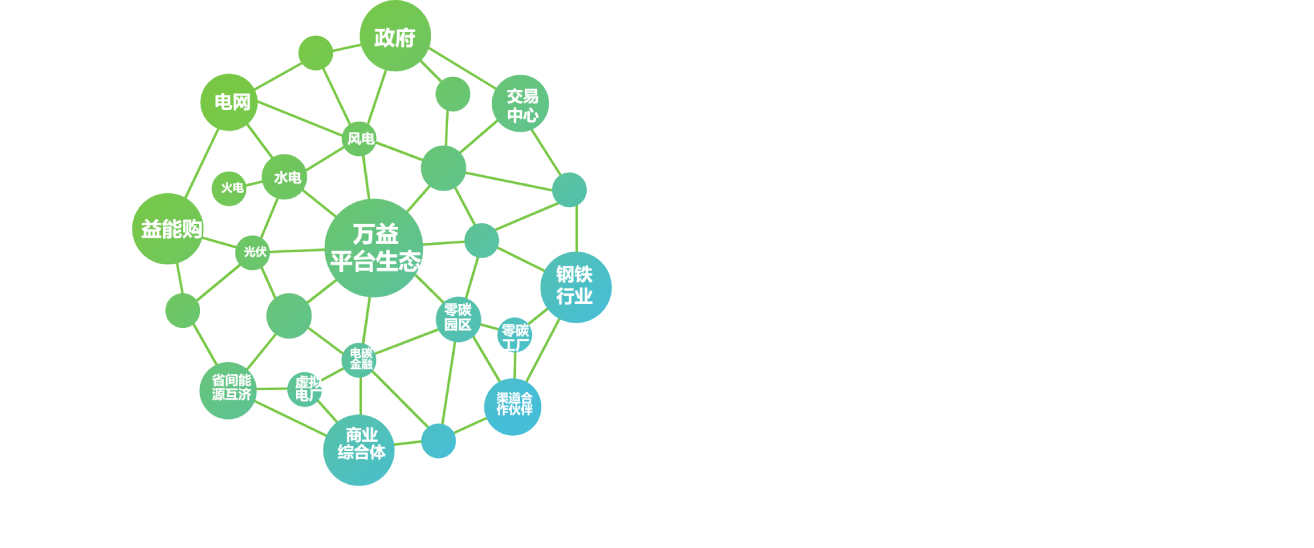 政府
电网
交易
中心
风电
水电
火电
益能购
万益
平台生态
光伏
钢铁
行业
零碳
园区
零碳
工厂
电碳
金融
省间能
源互济
虚拟
电厂
渠道合
作伙伴
商业
综合体